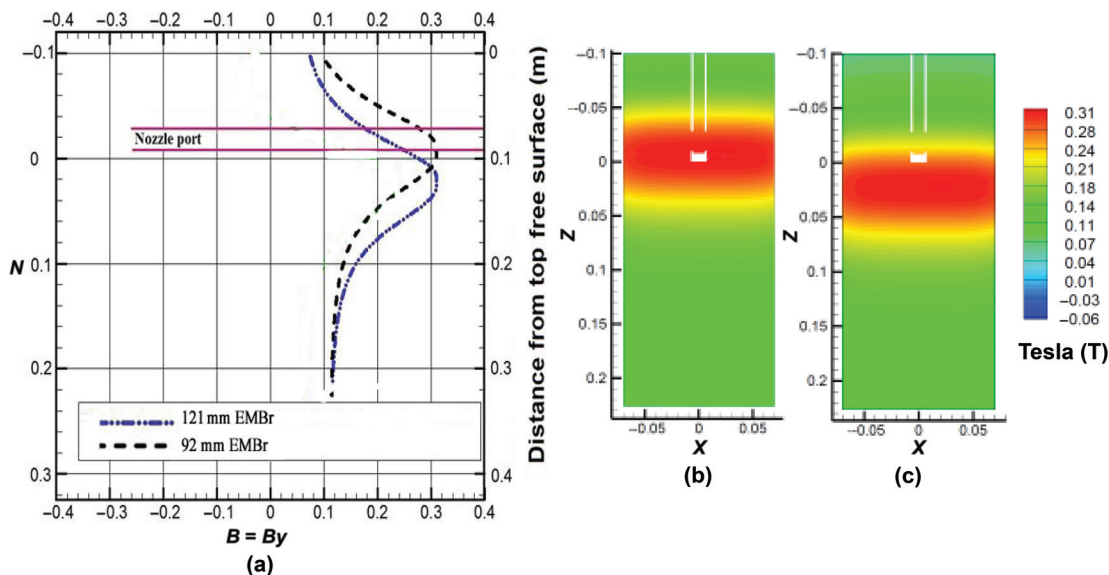 −0.4 −0.3 −0.2 −0.1 0 0.1 0.2 0.3 0.4
−0.1
0
0.1
0.2
0.3
N
0
0.1
0.2
0.3
0.4
Nozzle port
121 mm EMBr
92 mm EMBr
−0.4 −0.3 −0.2 −0.1 0 0.1 0.2 0.3 0.4
B = By
(a)
Distance from top free surface (m)
−0.1
−0.05
0
0.05
0.1
0.15
0.2
Z
−0.05 0 0.05
X
(b)
−0.1
−0.05
0
0.05
0.1
0.15
0.2
Z
−0.05 0 0.05
X
(c)
0.31
0.28
0.24
0.21
0.18
0.14
0.11
0.07
0.04
0.01
−0.03
−0.06
Tesla (T)